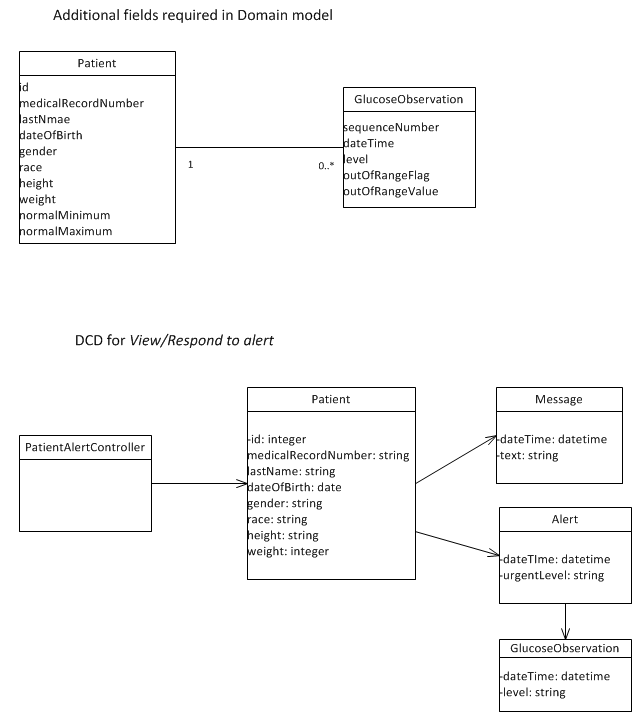 Additional fields required in Domain model
Patient
id
medicalRecordNumber
lastNmae
dateOfBirth
gender
race
height
weight
normalMinimum
normalMaximum
1
0..*
GlucoseObservation
sequenceNumber
dateTime
level
outOfRangeFlag
outOfRangeValue
DCD for View/Respond to alert
PatientAlertController
Patient
-id: integer
medicalRecordNumber: string
lastName: string
dateOfBirth: date
gender: string
race: string
height: string
weight: integer
Message
-dateTime: datetime
-text: string
Alert
-dateTIme: datetime
-urgentLevel: string
GlucoseObservation
-dateTime: datetime
-level: string